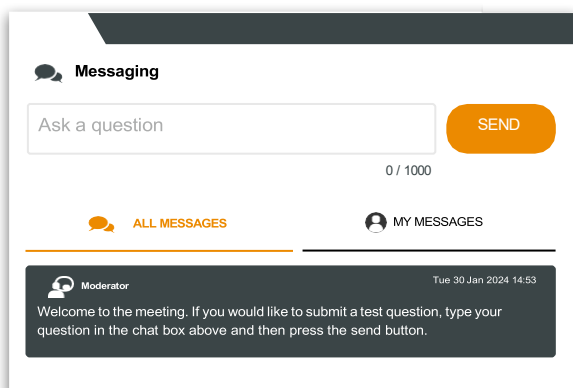 Messaging
Ask a question
SEND
0 / 1000
ALL MESSAGES
MY MESSAGES
Moderator
Tue 30 Jan 2024 14:53
Welcome to the meeting. If you would like to submit a test question, type your
question in the chat box above and then press the send button.